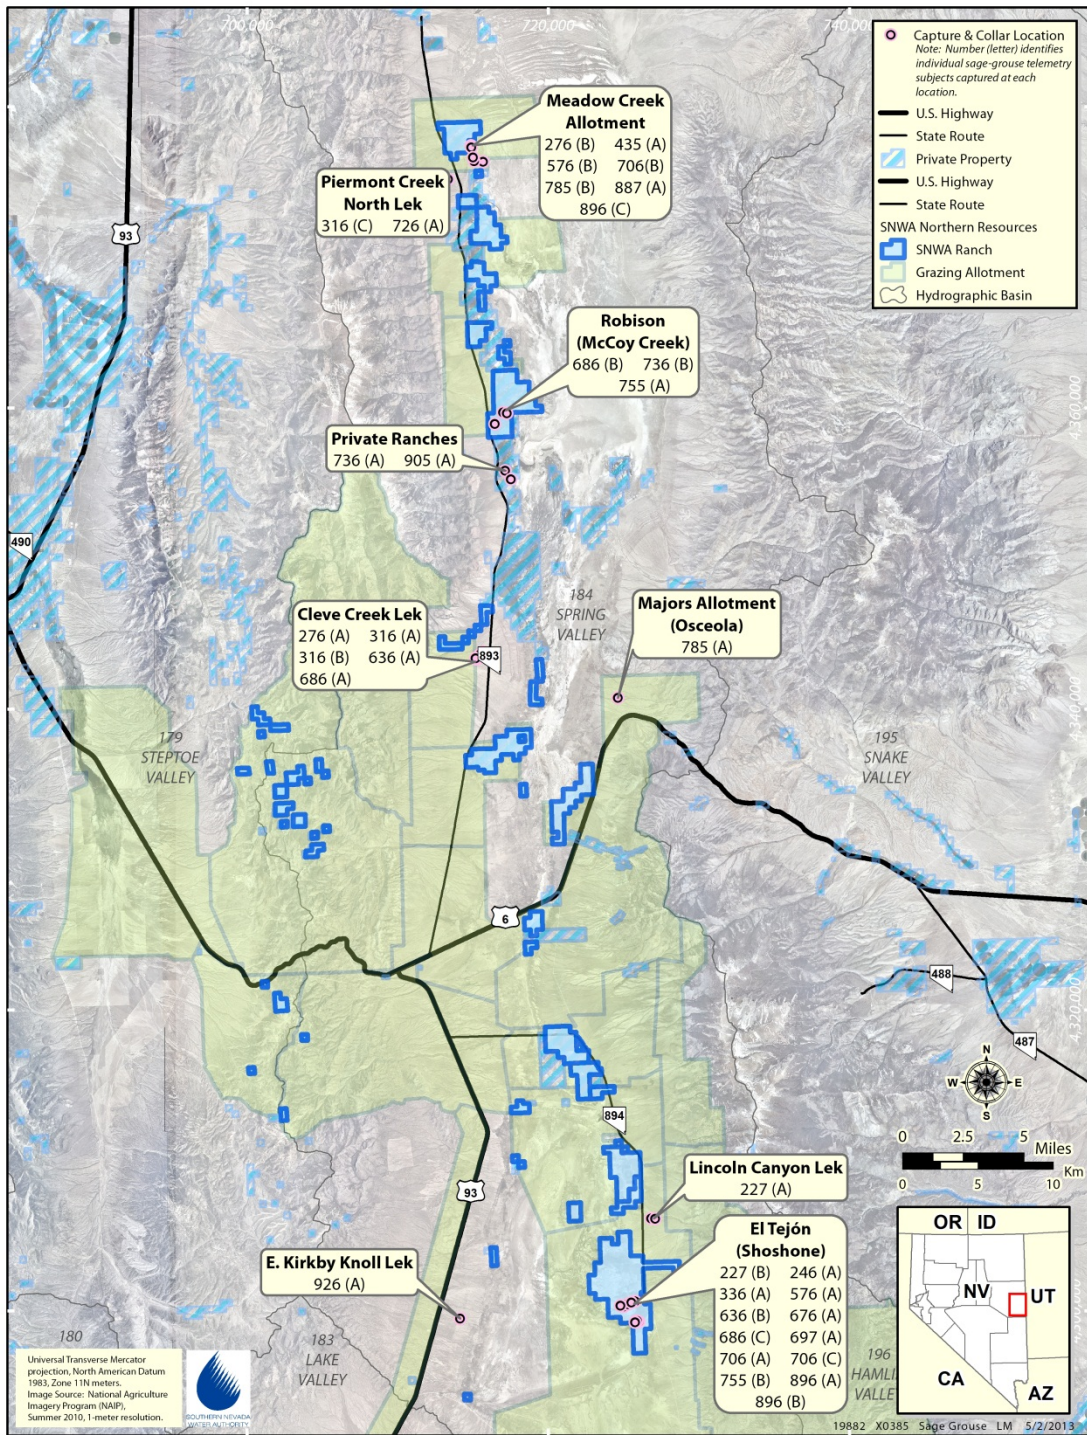 700,000
720,000
740,000
Capture & Collar Location
Note: Number (letter) identifies
individual sage-grouse telemetry
subjects captured at each
location.
U.S. Highway
State Route
Private Property
U.S. Highway
State Route
SNWA Northern Resources
SNWA Ranch
Grazing Allotment
Hydrographic Basin
Meadow Creek
Allotment
276 (B) 435 (A)
576 (B) 706(B)
785 (B) 887 (A)
896 (C)
Piermont Creek
North Lek
316 (C) 726 (A)
93
Robison
(McCoy Creek)
686 (B) 736 (B)
755 (A)
4,360,000
Private Ranches
736 (A) 905 (A)
490
184
SPRING
VALLEY
Cleve Creek Lek
276 (A) 316 (A)
316 (B) 636 (A)
686 (A)
893
Majors Allotment
(Osceola)
785 (A)
4,340,000
179
STEPTOE
VALLEY
195
SNAKE
VALLEY
6
488
4,320,000
487
N
W E
S
894
0 2.5 5
Miles
Km
0 5 10
93
Lincoln Canyon Lek
227 (A)
El Tejón
(Shoshone)
227 (B) 246 (A)
336 (A) 576 (A)
636 (B) 676 (A)
686 (C) 697 (A)
706 (A) 706 (C)
755 (B) 896 (A)
896 (B)
E. Kirkby Knoll Lek
926 (A)
OR ID
NV UT
CA AZ
180
183
LAKE
VALLEY
196
HAMLI
VALLEY
Universal Transverse Mercator
projection, North American Datum
1983, Zone 11N meters.
Image Source: National Agriculture
Imagery Program (NAIP),
Summer 2010, 1-meter resolution.
SOUTHERN NEVADA
WATER AUTHORITY
19882 X0385 Sage Grouse LM 5/2/2013